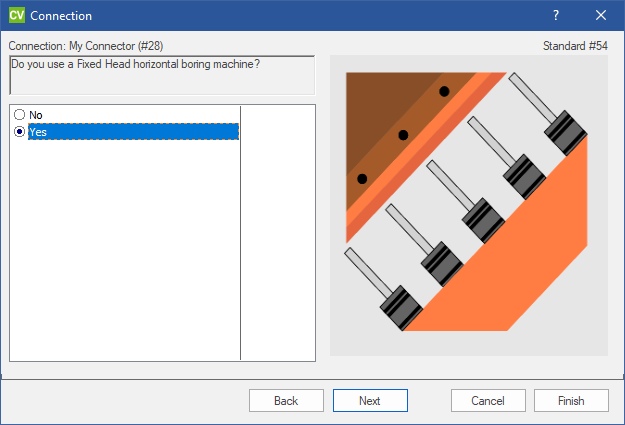 CV Connection
Connection: My Connector (#28)
Standard #54
Do you use a Fixed Head horizontal boring machine?
No
Yes
Back
Next
Cancel
Finish